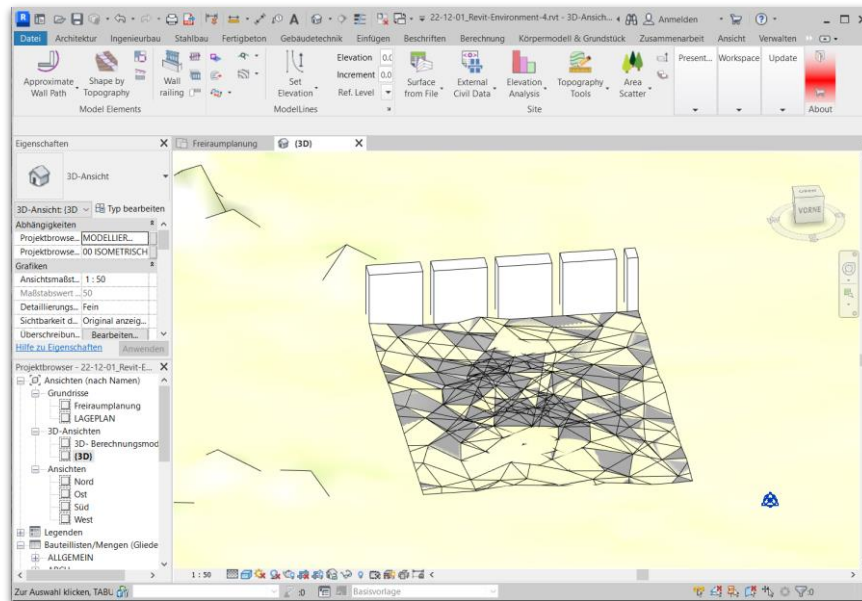 22-12-01_Revit-Environment-4.rvt - 3D-Ansich...
Anmelden
Datei Architektur Ingenieurbau Stahlbau Fertigbeton Gebäudetechnik Einfügen Beschriften Berechnung Körpermodell & Grundstück Zusammenarbeit Ansicht Verwalten
Approximate Wall Path
Shape by Topography
Wall railing
Set Elevation
Elevation 0.0
Increment 0.0
Ref. Level
Surface from File
External Civil Data
Elevation Analysis
Topography Tools
Area Scatter
Present...
Workspace
Update
Model Elements
ModelLines
Site
About
Eigenschaften
Freiraumplanung
(3D)
3D-Ansicht
3D-Ansicht: (3D
Typ bearbeiten
Abhängigkeiten
Projektbrowse... MODELLIER...
Projektbrowse... 00 ISOMETRISCH
Grafiken
Ansichtsmaßst... 1 : 50
Maßstabswert ... 50
Detaillierungs... Fein
Sichtbarkeit d... Original anzeig...
Überschreibun... Bearbeiten...
Hilfe zu Eigenschaften
Anwenden
VORNE
Projektbrowser - 22-12-01_Revit-E...
Ansichten (nach Namen)
Grundrisse
Freiraumplanung
LAGEPLAN
3D-Ansichten
3D- Berechnungsmod
(3D)
Ansichten
Nord
Ost
Süd
West
Legenden
Bauteillisten/Mengen (Gliede
ALLGEMEIN
1 : 50
Zur Auswahl klicken, TABU
:0
Basisvorlage
:0